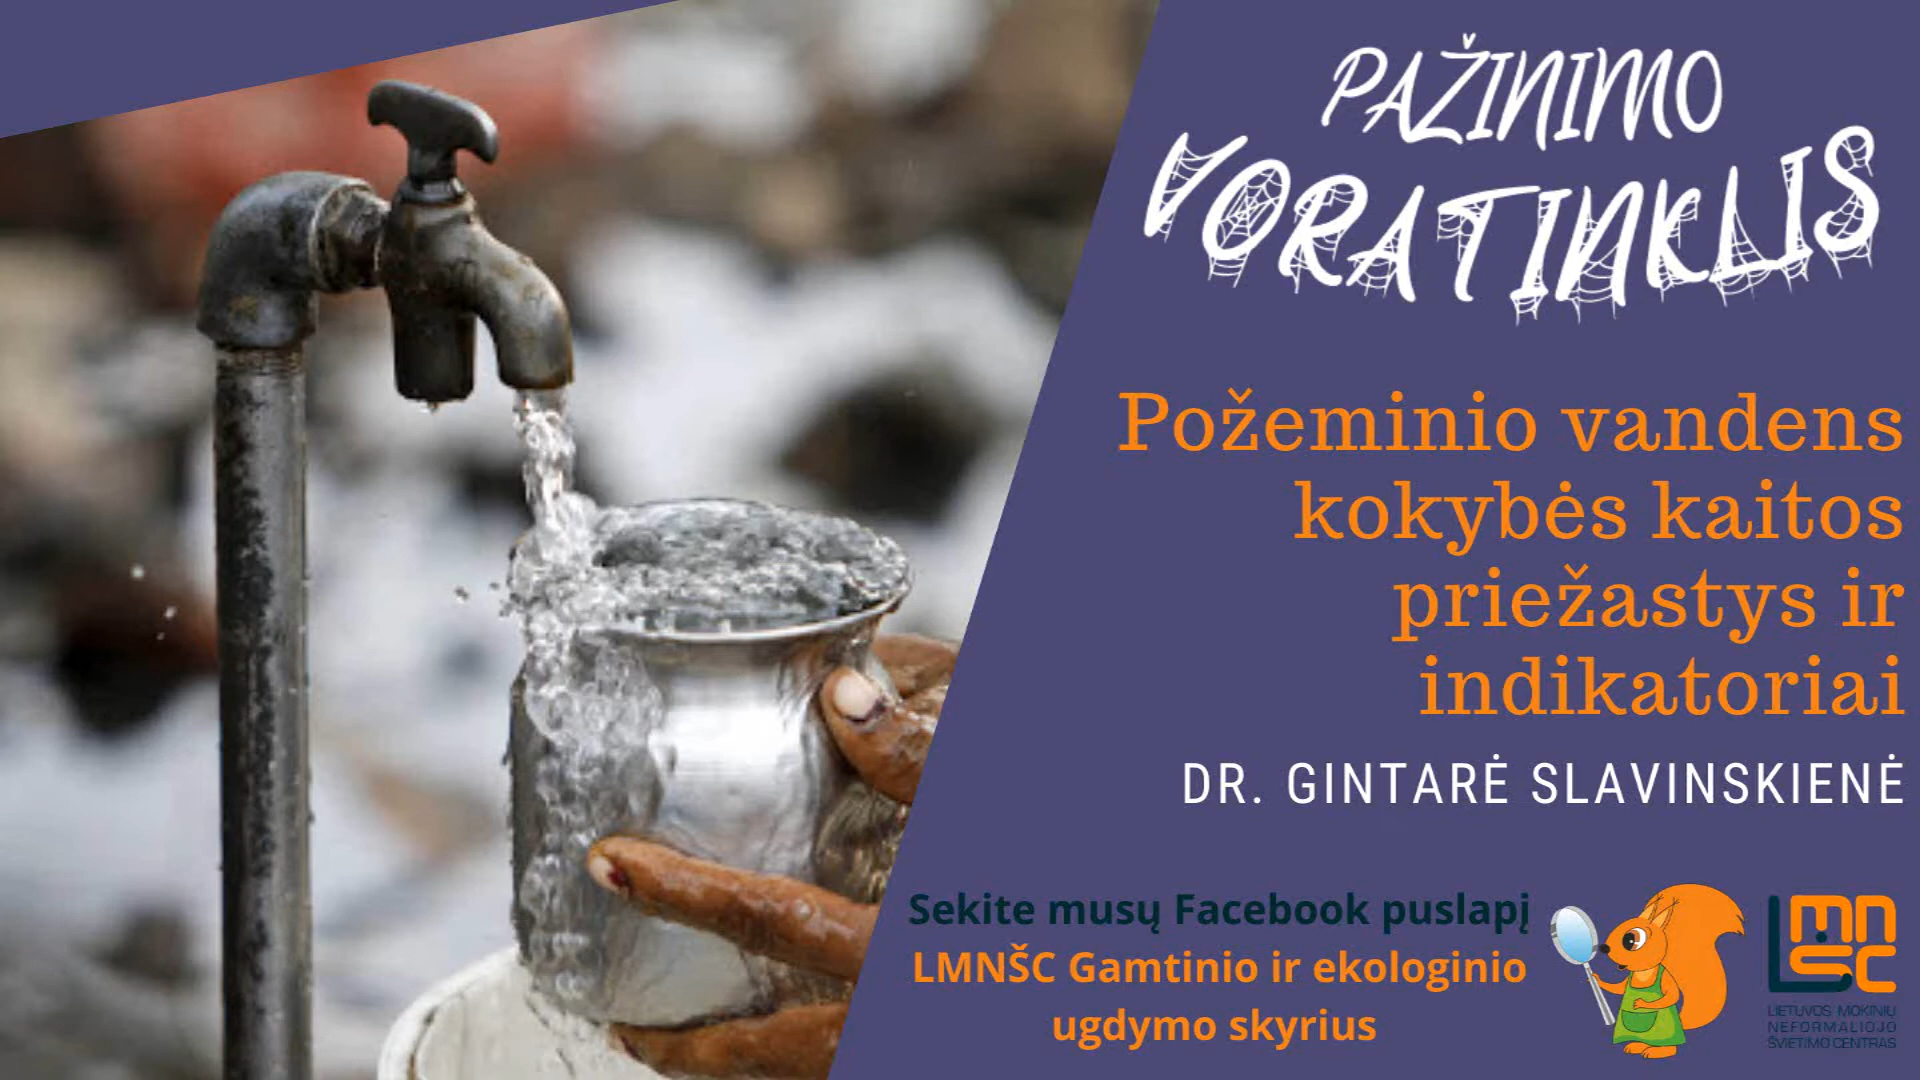 PAŽINIMO
VORATINKLIS
Požeminio vandens
kokybės kaitos
priežastys ir
indikatoriai
DR. GINTARĖ SLAVINSKIENĖ
Sekite musų Facebook puslapį
LMNŠC Gamtinio ir ekologinio
ugdymo skyrius
LMNŠC
LIETUVOS MOKINIŲ
NEFORMALIOJO
ŠVIETIMO CENTRAS